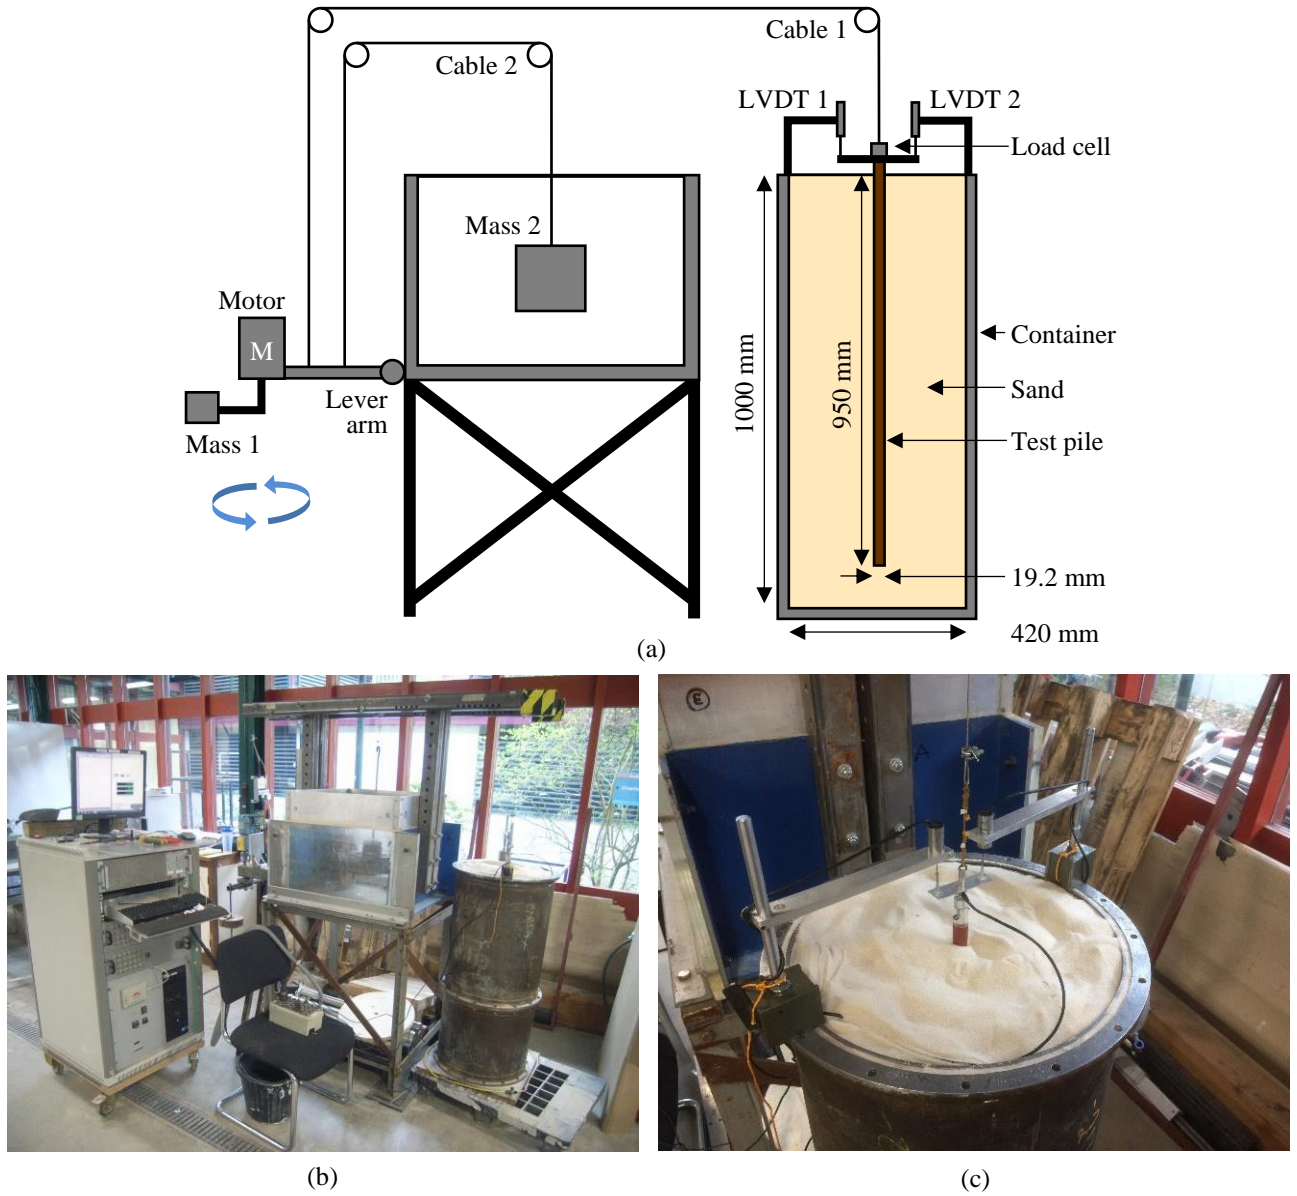 Cable 1
Cable 2
LVDT 1
LVDT 2
Load cell
Mass 2
Motor
M
Container
1000 mm
950 mm
Sand
Lever
arm
Mass 1
Test pile
19.2 mm
420 mm
(a)
3
A
(b)
(c)